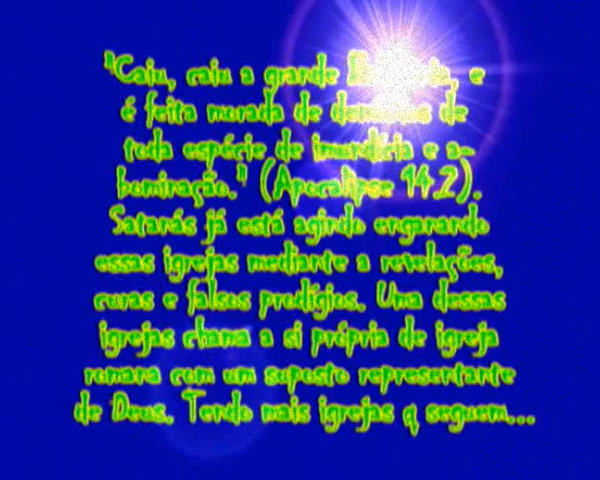 "Caiu, caiu a grande e
é feita morada de de
toda espécie de imundícia e a-
bominação." (Apocalipse 14.2).
Satanás já está agindo enganando
essas igrejas mediante a revelações,
curas e falsos prodígios. Uma dessas
igrejas chama a si própria de igreja
romana com um suposto representante
de Deus. Tendo mais igrejas q seguem...